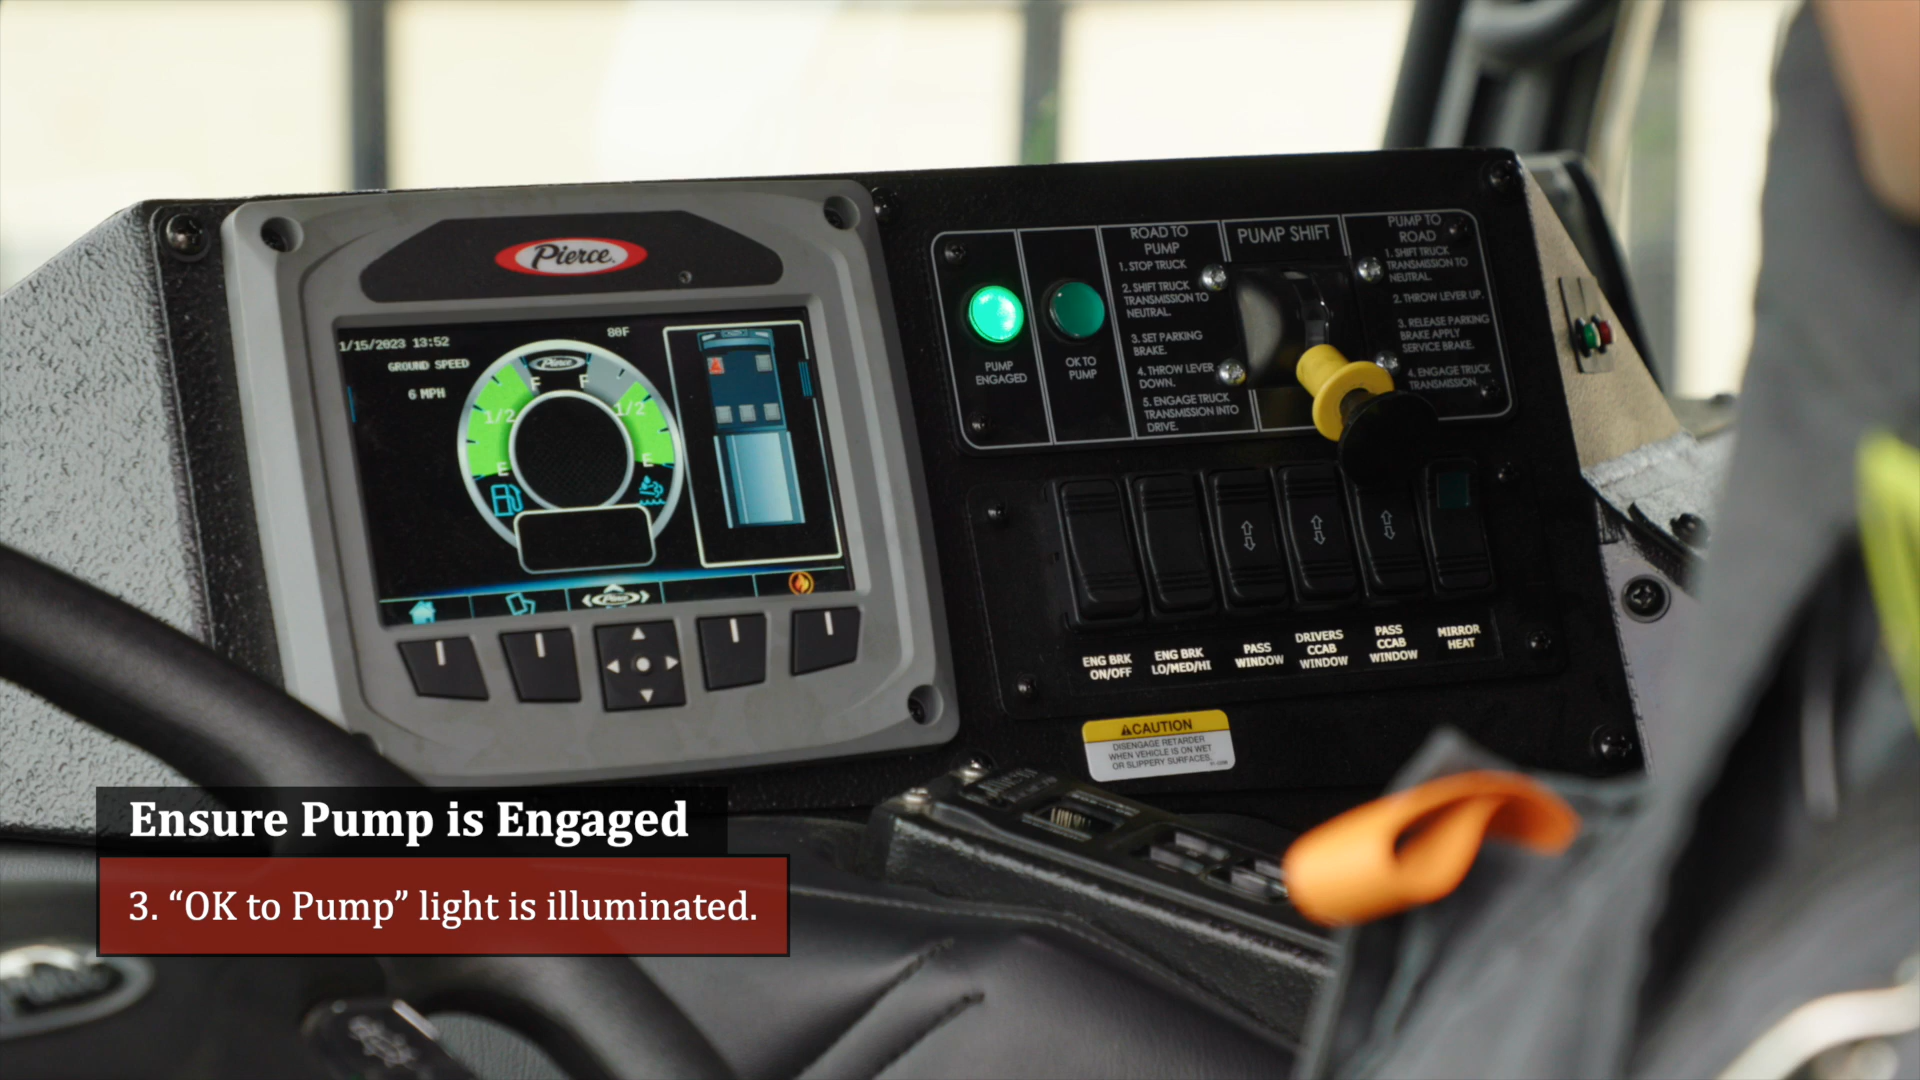 Pierce
1/15/2023 13:52
80F
GROUND SPEED
6 MPH
Pierce
F
F
1/2
1/2
E
E
Pierce
PUMP
ENGAGED
OK TO
PUMP
ROAD TO
PUMP
1. STOP TRUCK
2. SHIFT TRUCK
TRANSMISSION TO
NEUTRAL.
3. SET PARKING
BRAKE.
4. THROW LEVER
DOWN.
5. ENGAGE TRUCK
TRANSMISSION INTO
DRIVE.
PUMP SHIFT
PUMP TO
ROAD
1. SHIFT TRUCK
TRANSMISSION TO
NEUTRAL.
2. THROW LEVER UP.
3. RELEASE PARKING
BRAKE APPLY
SERVICE BRAKE.
4. ENGAGE TRUCK
TRANSMISSION
ENG BRK
ON/OFF
ENG BRK
LO/MED/HI
PASS
WINDOW
DRIVERS
CCAB
WINDOW
PASS
CCAB
WINDOW
MIRROR
HEAT
CAUTION
DISENGAGE RETARDER
WHEN VEHICLE IS ON WET
OR SLIPPERY SURFACES.
Ensure Pump is Engaged
3. “OK to Pump” light is illuminated.